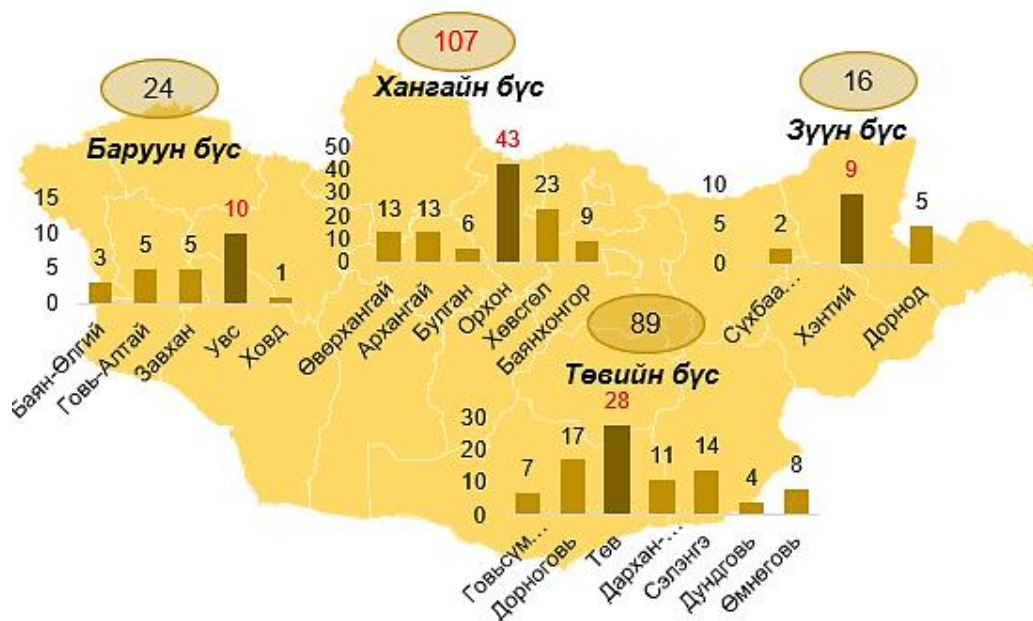 107
Хангайн бүс
24
Баруун бүс
16
Зүүн бүс
15
10
5
0
3
5
5
10
1
Баян-Өлгий
Говь-Алтай
Завхан
Увс
Ховд
50
40
30
20
10
0
13
13
6
43
23
9
Өвөрхангай
Архангай
Булган
Орхон
Хөвсгөл
Баянхонгор
10
5
0
2
9
5
Сүхбаа...
Хэнтий
Дорнод
89
Төвийн бүс
30
20
10
0
7
17
28
11
14
4
8
Говьсүм...
Дорноговь
Төв
Дархан-...
Сэлэнгэ
Дундговь
Өмнөговь